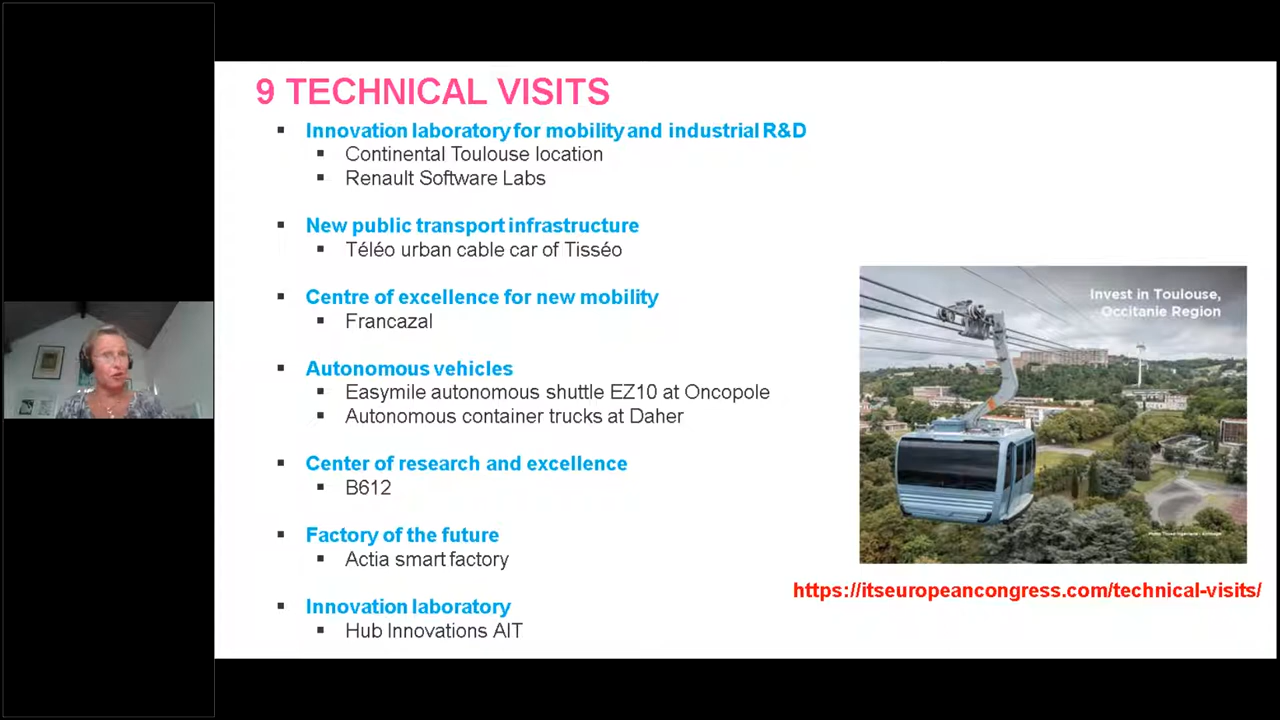 9 TECHNICAL VISITS
Innovation laboratory for mobility and industrial R&D
Continental Toulouse location
Renault Software Labs
New public transport infrastructure
Téléo urban cable car of Tisséo
Centre of excellence for new mobility
Francazal
Autonomous vehicles
Easymile autonomous shuttle EZ10 at Oncopole
Autonomous container trucks at Daher
Center of research and excellence
B612
Factory of the future
Actia smart factory
Innovation laboratory
Hub Innovations AIT
Invest in Toulouse,
Occitanie Region
https://itseuropeancongress.com/technical-visits/